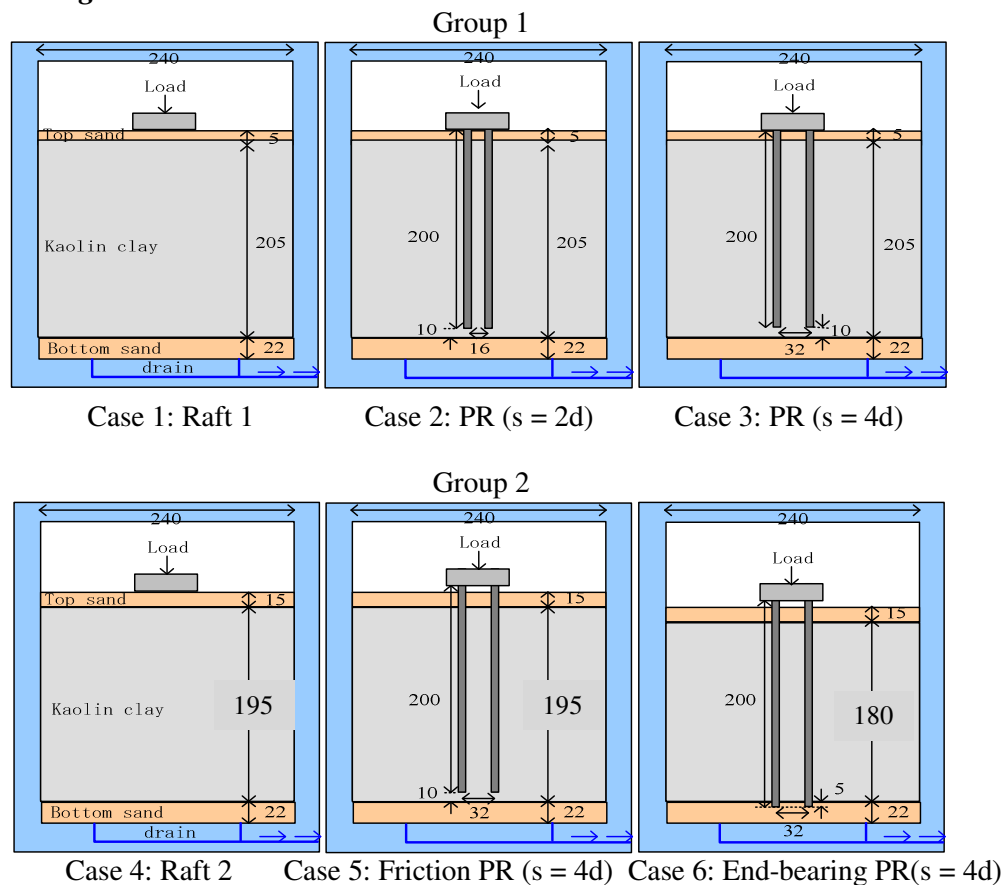 Group 1
240 240 240
Load Load Load
Top sand 5 5 5
Kaolin clay 205 200 205 200 205
10 10
Bottom sand 22 16 22 32 22
drain
Case 1: Raft 1 Case 2: PR (s = 2d) Case 3: PR (s = 4d)
Group 2
240 240 240
Load Load Load
Top sand 15 15 15
Kaolin clay 195 200 195 200 180
10 5
Bottom sand 22 32 22 22
drain 32
Case 4: Raft 2 Case 5: Friction PR (s = 4d) Case 6: End-bearing PR(s = 4d)